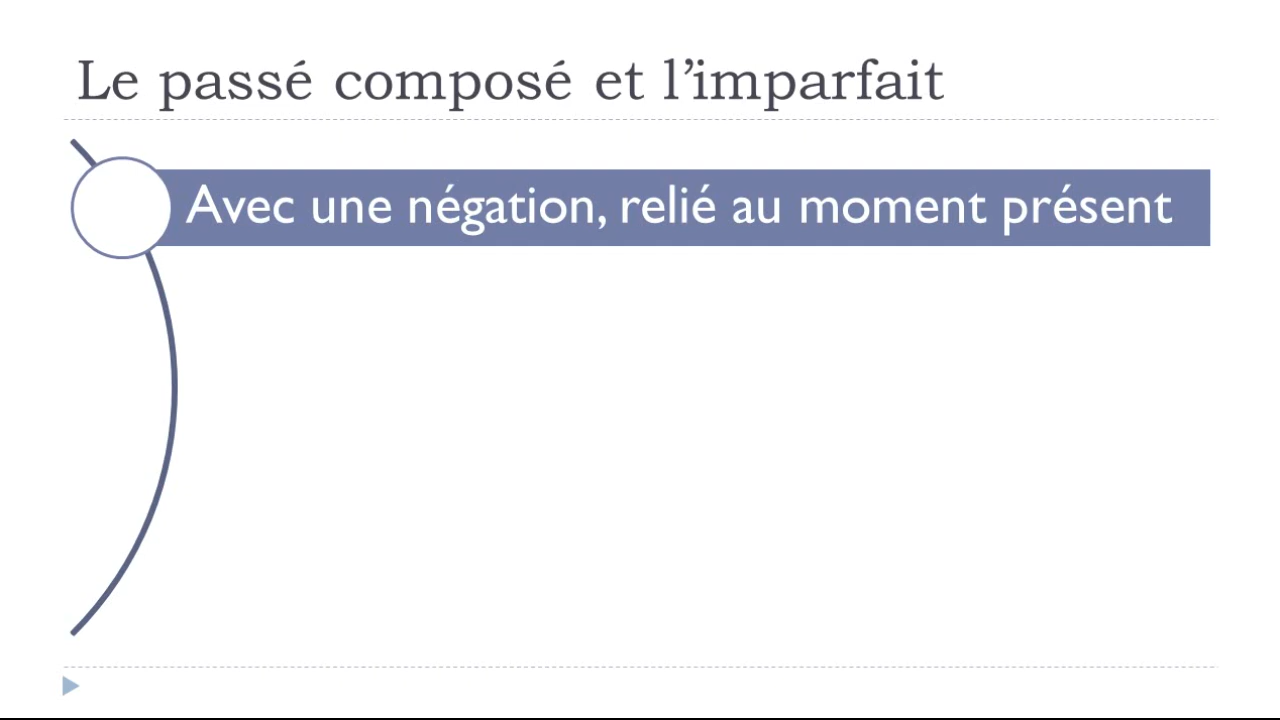 Le passé composé et l’imparfait
Avec une négation, relié au moment présent